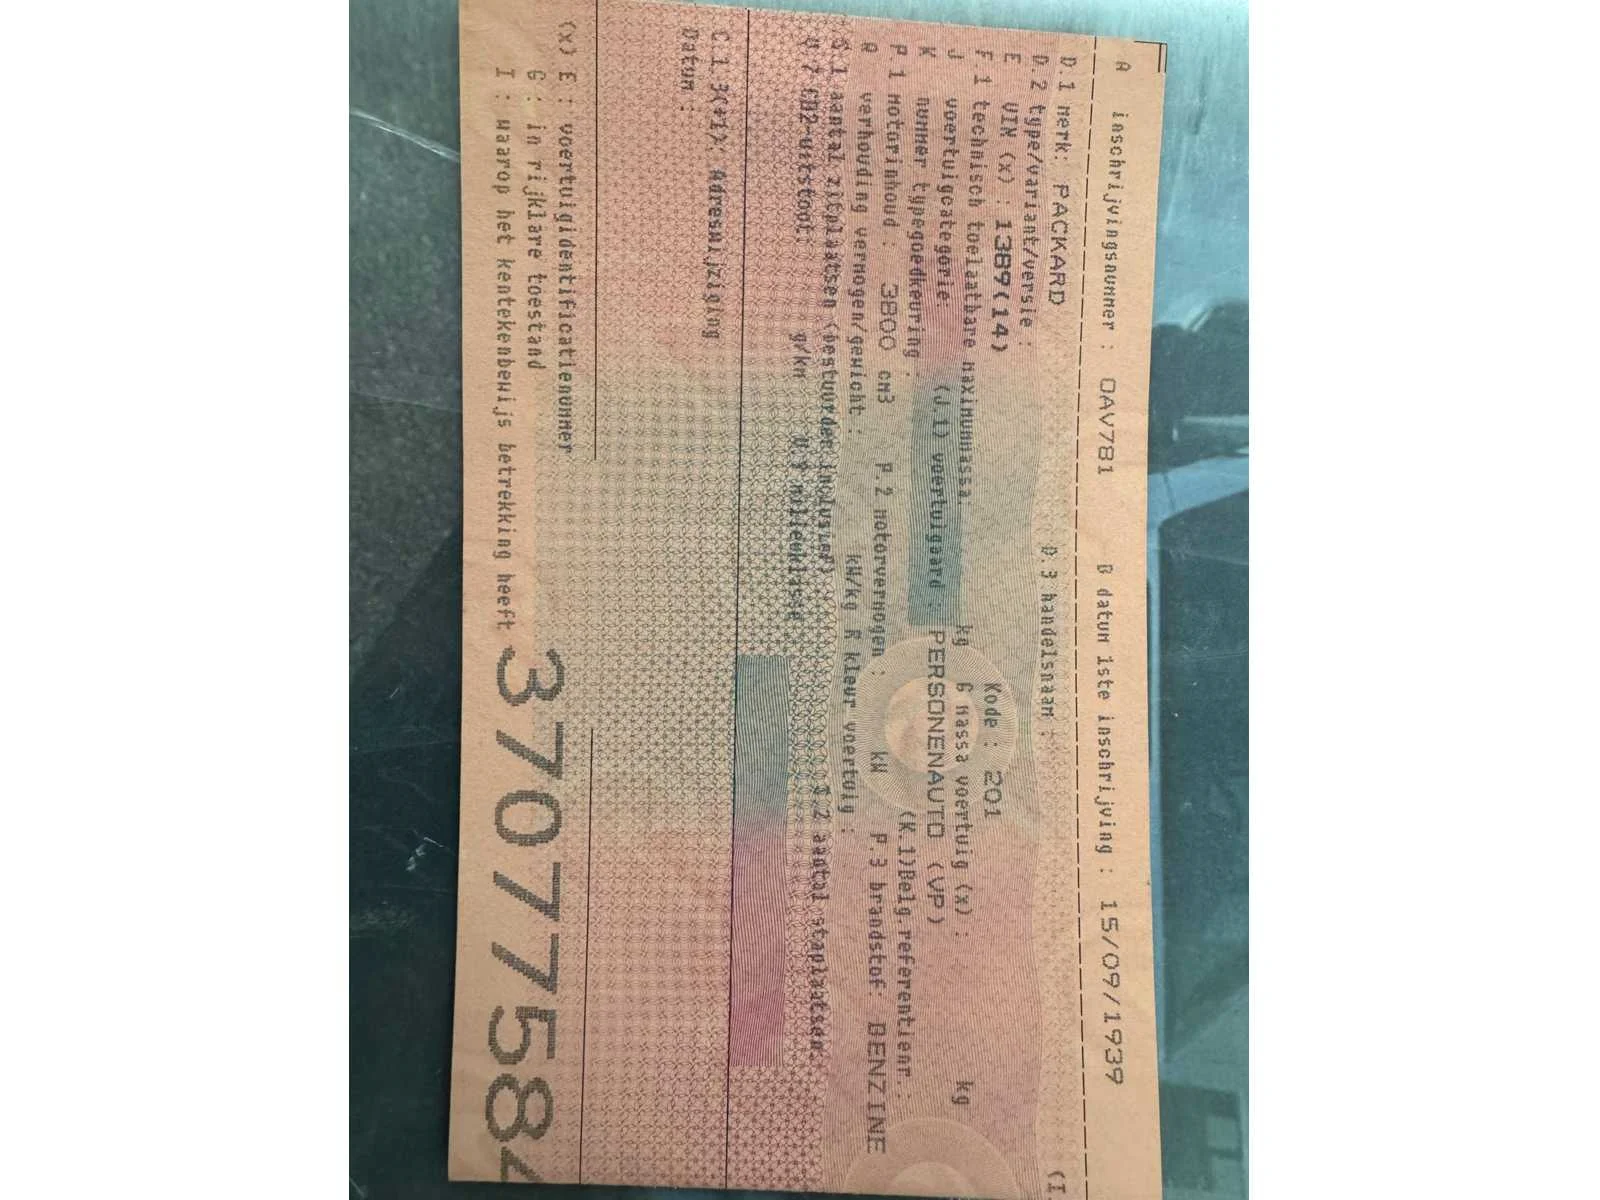 A inschrijvingsnummer : OAV781 B datum 1ste inschrijving : 15/09/1939
D.1 merk: PACKARD (I.
D.2 type/variant/versie : D.3 handelsnaam :
E VIN (x) : 1389(14) Kode : 201
F.1 technisch toelaatbare maximummassa: kg G massa voertuig (x) : kg
J voertuigcategorie: (J.1) voertuigaard : PERSONENAUTO (VP)
K nummer typegoedkeuring : (K.1)Belg.referentienr.:
P.1 motorinhoud : 3800 cm3 P.2 motorvermogen : kW P.3 brandstof: BENZINE
Q verhouding vermogen/gewicht : kW/kg R kleur voertuig :
S.1 aantal zitplaatsen (bestuurder inclusief) S.2 aantal staplaatsen:
V.7 CO2-uitstoot: g/km V.9 milieuklasse
C.1.3(+1). Adreswijziging
Datum :
(x) E : voertuigidentificatienummer
G : in rijklare toestand
I : waarop het kentekenbewijs betrekking heeft 37077584